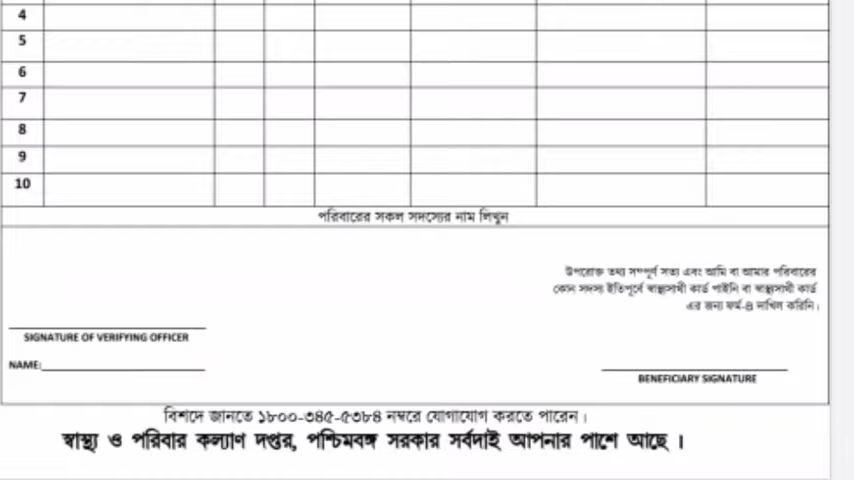 4
5
6
7
8
9
10
পরিবারের সকল সদস্যের নাম লিখুন
উপরোক্ত তথ্য সম্পূর্ণ সত্য এবং আমি বা আমার পরিবারের
কোন সদস্য ইতিপূর্বে স্বাস্থ্যসাথী কার্ড পাইনি বা স্বাস্থ্যসাথী কার্ড
এর জন্য ফর্ম-৪ দাখিল করিনি।
SIGNATURE OF VERIFYING OFFICER
NAME:
BENEFICIARY SIGNATURE
বিশদে জানতে ১৮০০-৩৪৫-৫৩৮৪ নম্বরে যোগাযোগ করতে পারেন।
স্বাস্থ্য ও পরিবার কল্যাণ দপ্তর, পশ্চিমবঙ্গ সরকার সর্বদাই আপনার পাশে আছে ।